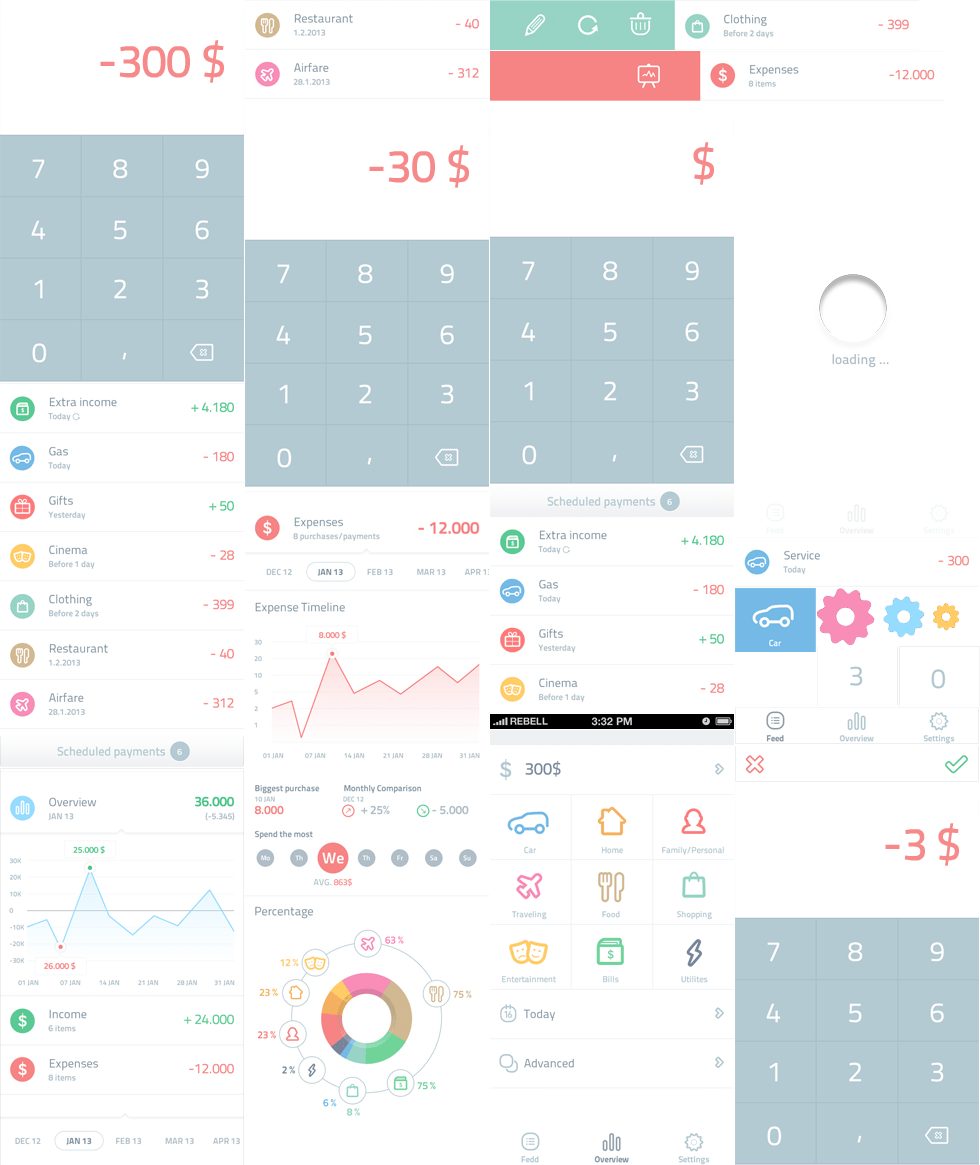 -300 $
7 8 9
4 5 6
1 2 3
0 ,
Extra income
Today
+ 4.180
Gas
Today
- 180
Gifts
Yesterday
+ 50
Cinema
Before 1 day
- 28
Clothing
Before 2 days
- 399
Restaurant
1.2.2013
- 40
Airfare
28.1.2013
- 312
Scheduled payments 6
Overview
JAN 13
36.000
(-5.345)
25.000 $
30K
20K
10K
0
-10K
-20K
-30K
26.000 $
01 JAN 07 JAN 14 JAN 21 JAN 28 JAN 31 JAN
Income
6 items
+ 24.000
Expenses
8 items
-12.000
DEC 12 JAN 13 FEB 13 MAR 13 APR 13
Restaurant
1.2.2013
- 40
Airfare
28.1.2013
- 312
-30 $
7 8 9
4 5 6
1 2 3
0 ,
$
Expenses
8 purchases/payments
- 12.000
DEC 12 JAN 13 FEB 13 MAR 13 APR 1
Expense Timeline
8.000 $
30
20
10
5
2
1
01 JAN 07 JAN 14 JAN 21 JAN 28 JAN 31 JAN
Biggest purchase
10 JAN
8.000
Monthly Comparison
DEC 12
+ 25%
- 5.000
Spend the most
Mo Th We Th Fr Sa Su
AVG. 863$
Percentage
63 %
12 %
23 %
75 %
23 %
2 %
75 %
6 %
8 %
Clothing
Before 2 days
- 399
$
Expenses
8 items
-12.000
$
7 8 9
4 5 6
1 2 3
0 ,
Scheduled payments 6
Extra income
Today
+ 4.180
Gas
Today
- 180
Gifts
Yesterday
+ 50
Cinema
Before 1 day
- 28
REBELL 3:32 PM
$ 300$
Car Home Family/Personal
Traveling Food Shopping
Entertainment Bills Utilites
16 Today
Advanced
Fedd Overview Settings
loading ...
Feed Overview Settings
Service
Today
- 300
Car
3 0
Feed Overview Settings
-3 $
7 8 9
4 5 6
1 2 3
0 ,